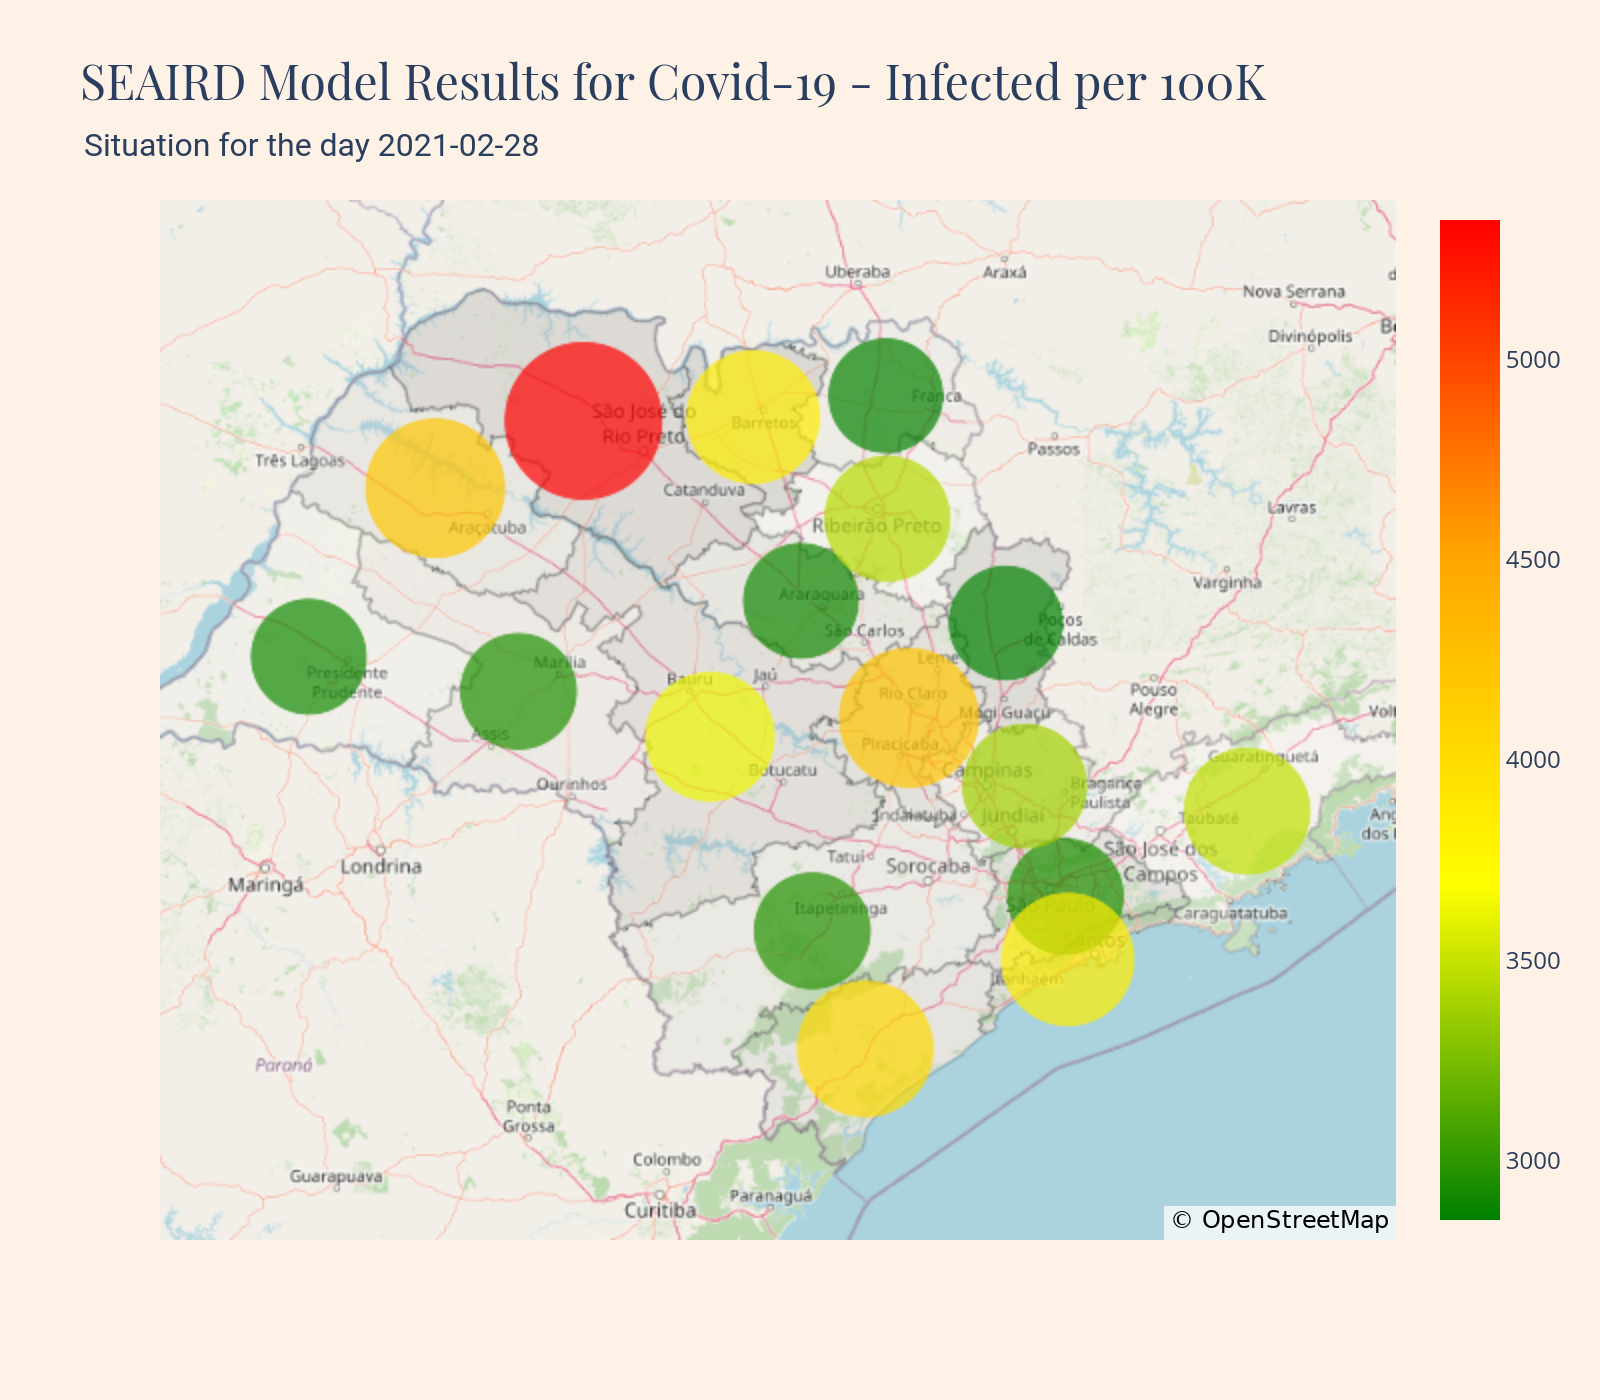 SEAIRD Model Results for Covid-19 - Infected per 100K
Situation for the day 2021-02-28
Uberaba
Araxá
Nova Serrana
Divinópolis
5000
Franca
São José do
Rio Preto
Barretos
Passos
Três Lagoas
Catanduva
Lavras
Araçatuba
Ribeirão Preto
4500
Varginha
Araraquara
São Carlos
Poços
de Caldas
Leme
Marília
Presidente
Prudente
Bauru
Jaú
Rio Claro
Pouso
Alegre
Mogi Guaçu
Assis
Piracicaba
Guaratinguetá
4000
Botucatu
Campinas
Ourinhos
Bragança
Paulista
Indaiatuba
Jundiaí
Taubaté
Ang
dos
São José dos
Campos
Tatuí
Sorocaba
Londrina
Maringá
São Paulo
Itapetininga
Caraguatatuba
Santos
3500
Itanhaém
Paraná
Ponta
Grossa
Colombo
3000
Guarapuava
Paranaguá
Curitiba
© OpenStreetMap